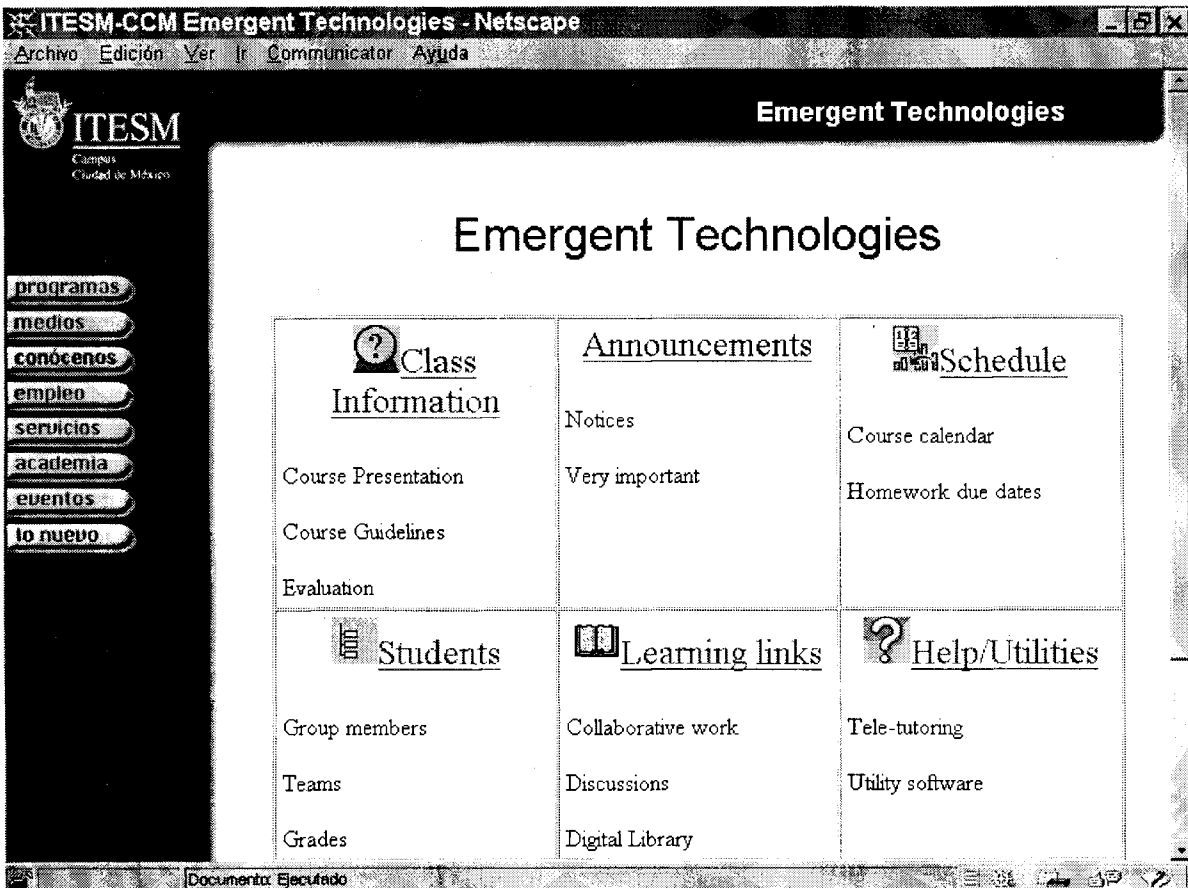 ITESM-CCM Emergent Technologies - Netscape
Archivo Edición Ver Ir Communicator Ayuda
ITESM
Campus
Ciudad de México
Emergent Technologies
Emergent Technologies
programas
medios
conócenos
empleo
servicios
academia
eventos
lo nuevo
Class
Information
Course Presentation
Course Guidelines
Evaluation
Announcements
Notices
Very important
Schedule
Course calendar
Homework due dates
Students
Group members
Teams
Grades
Learning links
Collaborative work
Discussions
Digital Library
Help/Utilities
Tele-tutoring
Utility software
Documento: Ejecutado